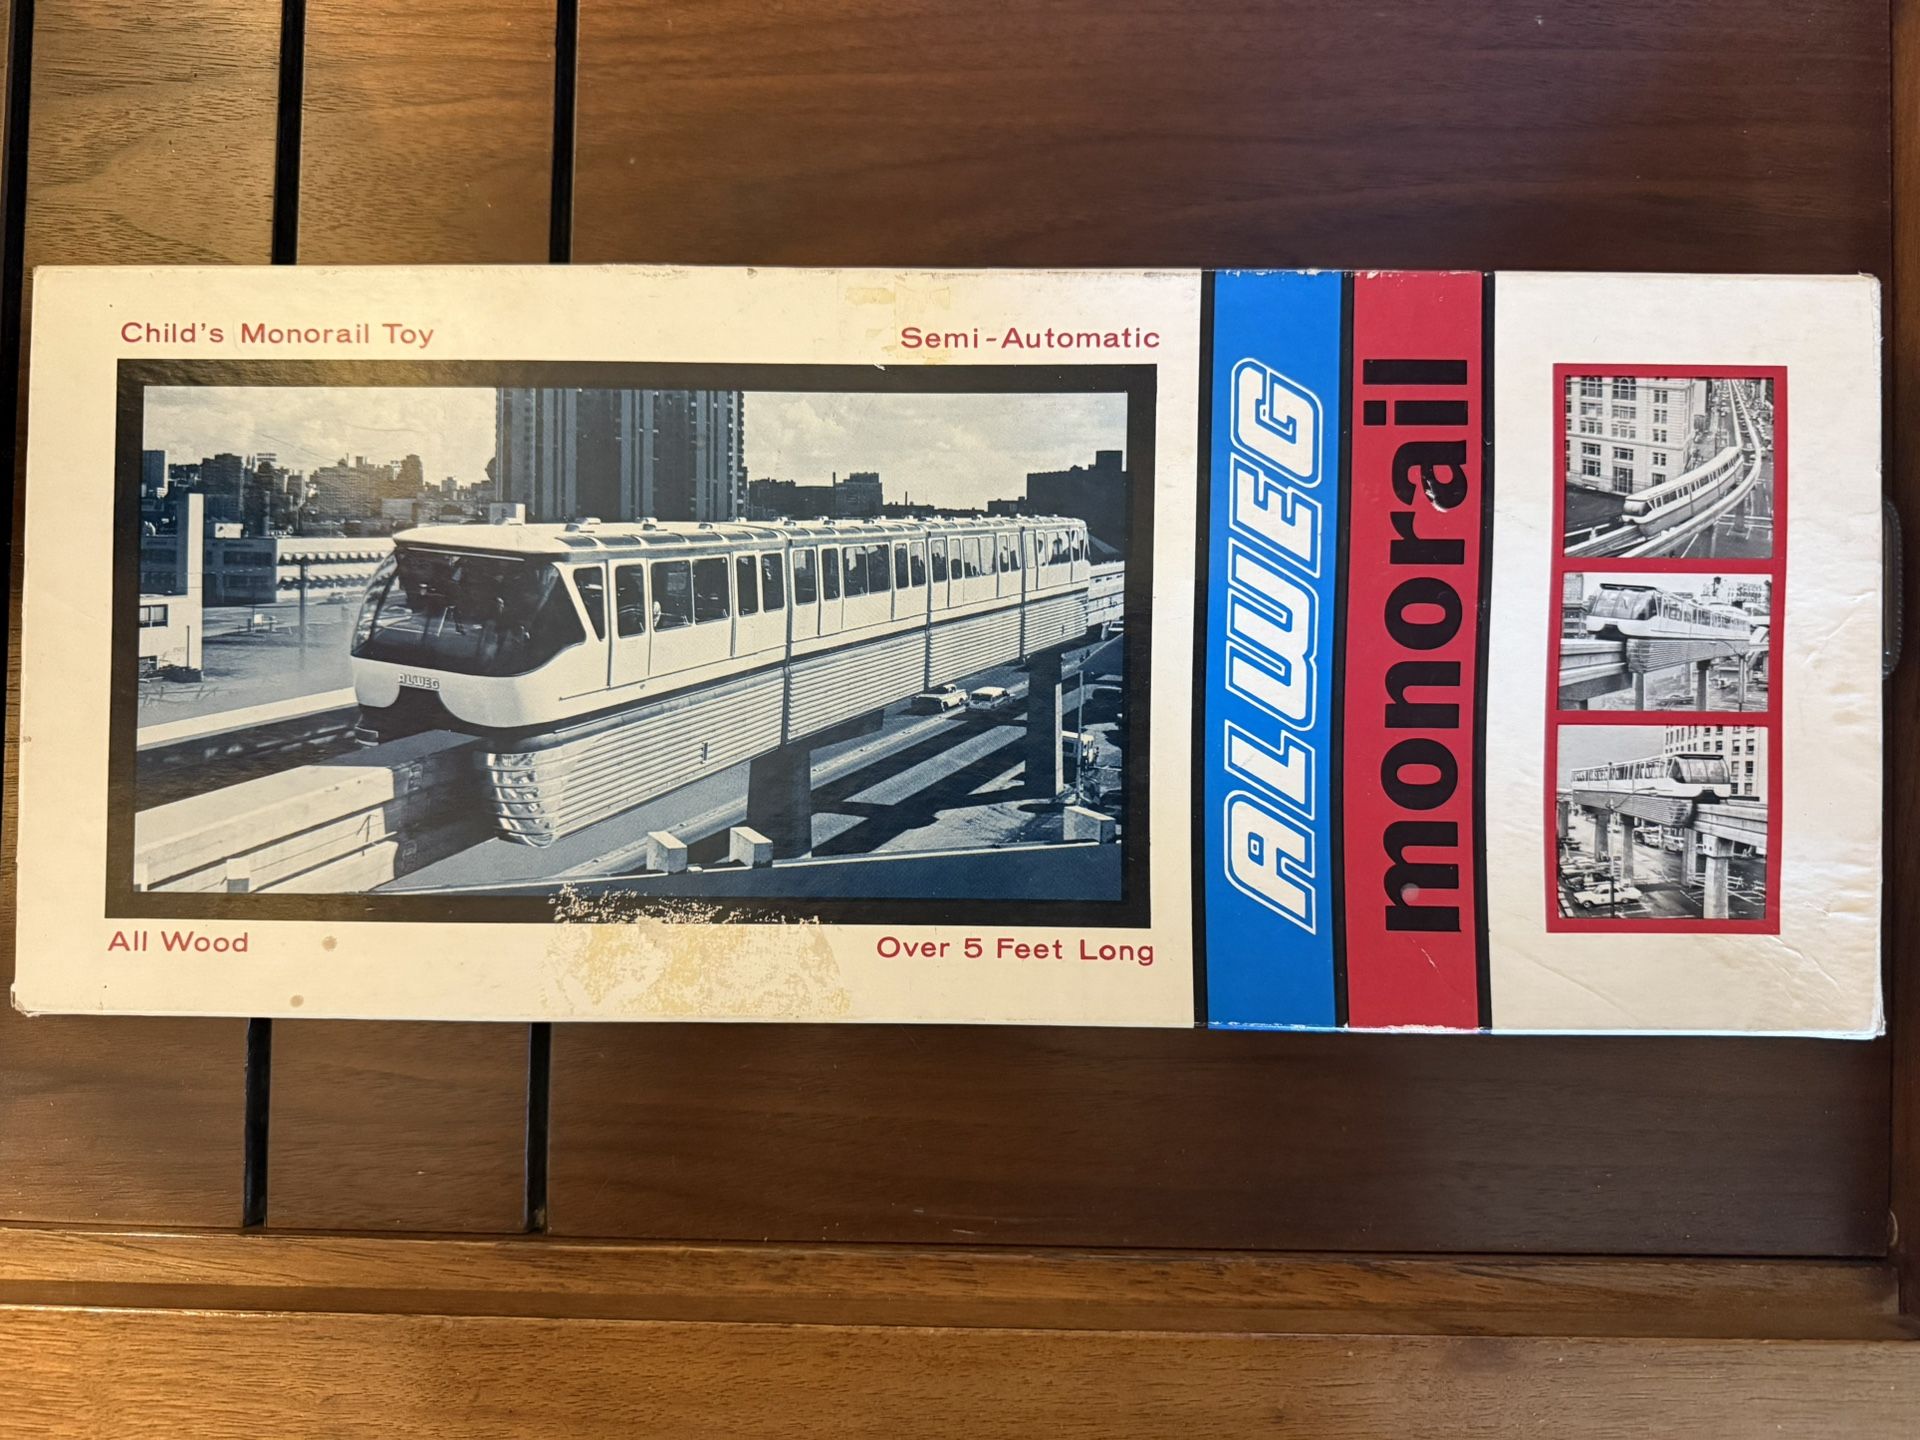 Child's Monorail Toy
Semi-Automatic
ALWEG
All Wood
Over 5 Feet Long
ALWEG
monorail